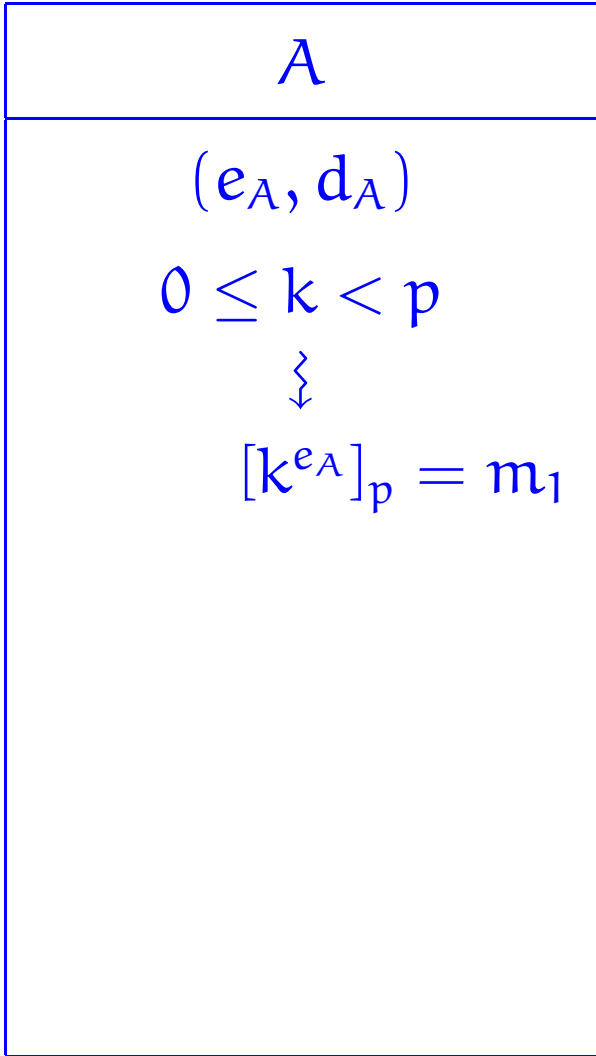 A
(e_A, d_A)
0 ≤ k < p
[k^{e_A}]_p = m_1